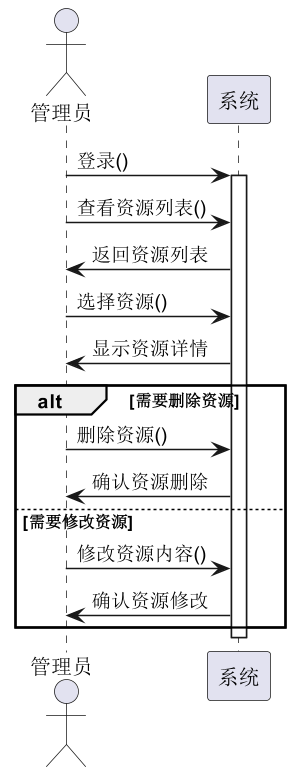 管理员
系统
登录()
查看资源列表()
返回资源列表
选择资源()
显示资源详情
alt [需要删除资源]
删除资源()
确认资源删除
[需要修改资源]
修改资源内容()
确认资源修改
管理员
系统